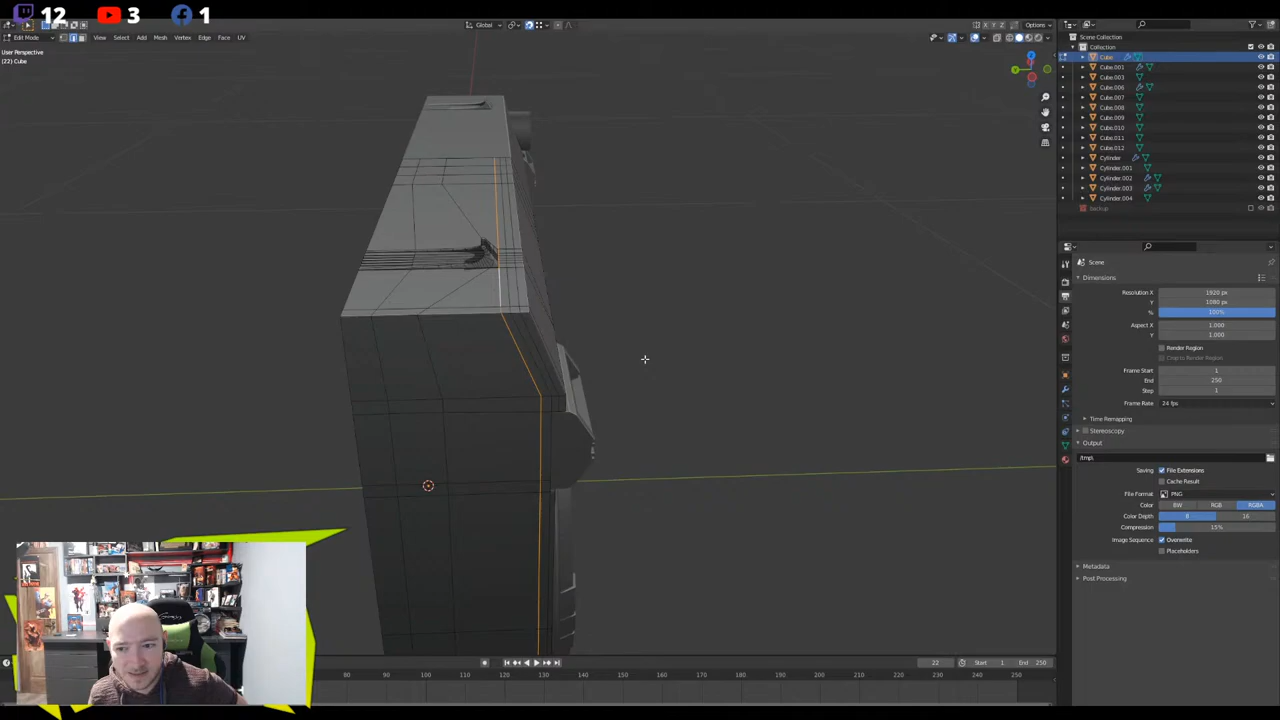 12 3 1
Global
Options
Edit Mode
View Select Add Mesh Vertex Edge Face UV
User Perspective
(22) Cube
X Y Z
Scene Collection
Collection
Cube
Cube.001
Cube.003
Cube.006
Cube.007
Cube.008
Cube.009
Cube.010
Cube.011
Cube.012
Cylinder
Cylinder.001
Cylinder.002
Cylinder.003
Cylinder.004
backup
Scene
Dimensions
Resolution X 1920 px
Y 1080 px
% 100%
Aspect X 1.000
Y 1.000
Render Region
Crop to Render Region
Frame Start 1
End 250
Step 1
Frame Rate 24 fps
Time Remapping
Stereoscopy
Output
/tmp\
Saving File Extensions
Cache Result
File Format PNG
Color BW RGB RGBA
Color Depth 8 16
Compression 15%
Image Sequence Overwrite
Placeholders
Metadata
Post Processing
22 Start 1 End 250
80 90 100 110 120 130 140 150 160 170 180 190 200 210 220 230 240 250